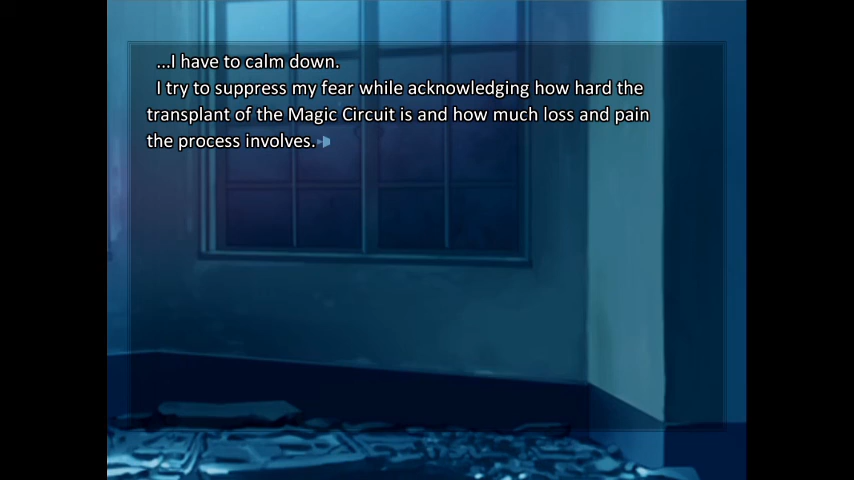 ...I have to calm down.
I try to suppress my fear while acknowledging how hard the
transplant of the Magic Circuit is and how much loss and pain
the process involves.